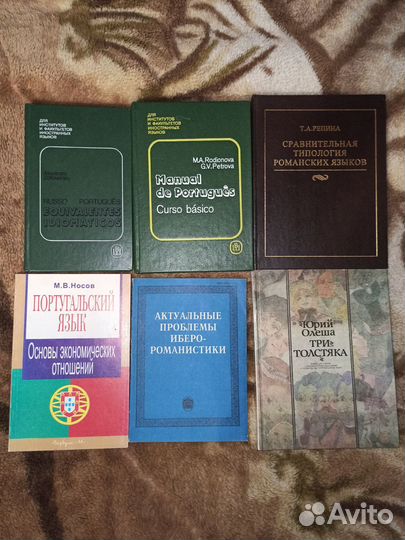 ДЛЯ
ИНСТИТУТОВ
И ФАКУЛЬТЕТОВ
ИНОСТРАННЫХ
ЯЗЫКОВ
RUSSO PORTUGUÊS
EQUIVALENTES
IDIOMÁTICOS
ДЛЯ
ИНСТИТУТОВ
И ФАКУЛЬТЕТОВ
ИНОСТРАННЫХ
ЯЗЫКОВ
M.A.Rodionova
G.V.Petrova
Manual
de Português
Curso básico
Т.А.РЕПИНА
СРАВНИТЕЛЬНАЯ
ТИПОЛОГИЯ
РОМАНСКИХ ЯЗЫКОВ
М.В.Носов
ПОРТУГАЛЬСКИЙ
ЯЗЫК
Основы экономических
отношений
АКТУАЛЬНЫЕ
ПРОБЛЕМЫ
ИБЕРО-
РОМАНИСТИКИ
Юрий
Олеша
ТРИ
ТОЛСТЯКА
Avito